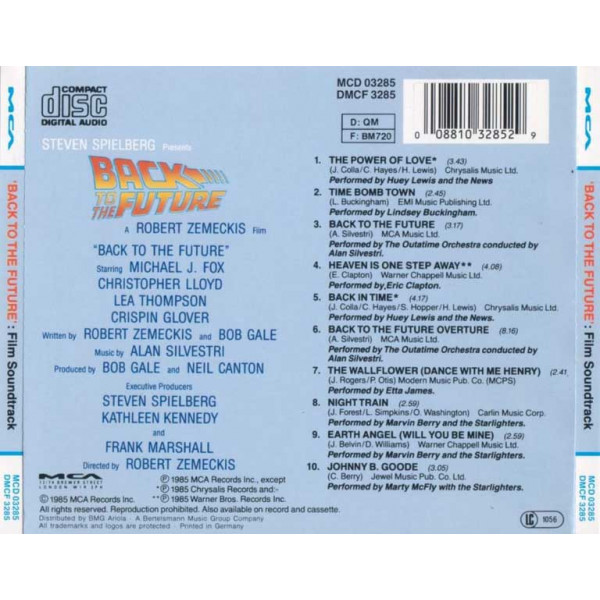 MCA
'BACK TO THE FUTURE': Film Soundtrack
MCD 03285
DMCF 3285
COMPACT
disc
DIGITAL AUDIO
STEVEN SPIELBERG Presents
BACK
TO
THE FUTURE
A ROBERT ZEMECKIS Film
"BACK TO THE FUTURE"
Starring MICHAEL J. FOX
CHRISTOPHER LLOYD
LEA THOMPSON
CRISPIN GLOVER
Written by ROBERT ZEMECKIS and BOB GALE
Music by ALAN SILVESTRI
Produced by BOB GALE and NEIL CANTON
Executive Producers
STEVEN SPIELBERG
KATHLEEN KENNEDY
and
FRANK MARSHALL
Directed by ROBERT ZEMECKIS
MCA
LONDON W1V 5PA
℗ 1985 MCA Records Inc., except
*℗ 1985 Chrysalis Records and:-
**℗ 1985 Warner Bros. Records Inc.
© 1985 MCA Records Inc.
All rights reserved. Reproduction prohibited. Also available on record and cassette.
Distributed by BMG Ariola — A Bertelsmann Music Group Company
All trademarks and logos are protected — Printed in Germany
MCD 03285
DMCF 3285
D: QM
F: BM720
0 08810 32852 9
1. THE POWER OF LOVE* (3.43)
(J. Colla/C. Hayes/H. Lewis) Chrysalis Music Ltd.
Performed by Huey Lewis and the News
2. TIME BOMB TOWN (2.45)
(L. Buckingham) EMI Music Publishing Ltd.
Performed by Lindsey Buckingham.
3. BACK TO THE FUTURE (3.17)
(A. Silvestri) MCA Music Ltd.
Performed by The Outatime Orchestra conducted by
Alan Silvestri.
4. HEAVEN IS ONE STEP AWAY** (4.08)
(E. Clapton) Warner Chappell Music Ltd.
Performed by, Eric Clapton.
5. BACK IN TIME* (4.17)
(J. Colla/C. Hayes/S. Hopper/H. Lewis) Chrysalis Music Ltd.
Performed by Huey Lewis and the News.
6. BACK TO THE FUTURE OVERTURE (8.16)
(A. Silvestri) MCA Music Ltd.
Performed by The Outatime Orchestra conducted by
Alan Silvestri.
7. THE WALLFLOWER (DANCE WITH ME HENRY) (2.41)
(J. Rogers/P. Otis) Modern Music Pub. Co. (MCPS)
Performed by Etta James.
8. NIGHT TRAIN (2.59)
(J. Forest/L. Simpkins/O. Washington) Carlin Music Corp.
Performed by Marvin Berry and the Starlighters.
9. EARTH ANGEL (WILL YOU BE MINE) (2.59)
(J. Belvin/D. Williams) Warner Chappell Music Ltd.
Performed by Marvin Berry and the Starlighters.
10. JOHNNY B. GOODE (3.05)
(C. Berry) Jewel Music Pub. Co. Ltd.
Performed by Marty McFly with the Starlighters.
LC 1056
MCA
'BACK TO THE FUTURE': Film Soundtrack
MCD 03285
DMCF 3285